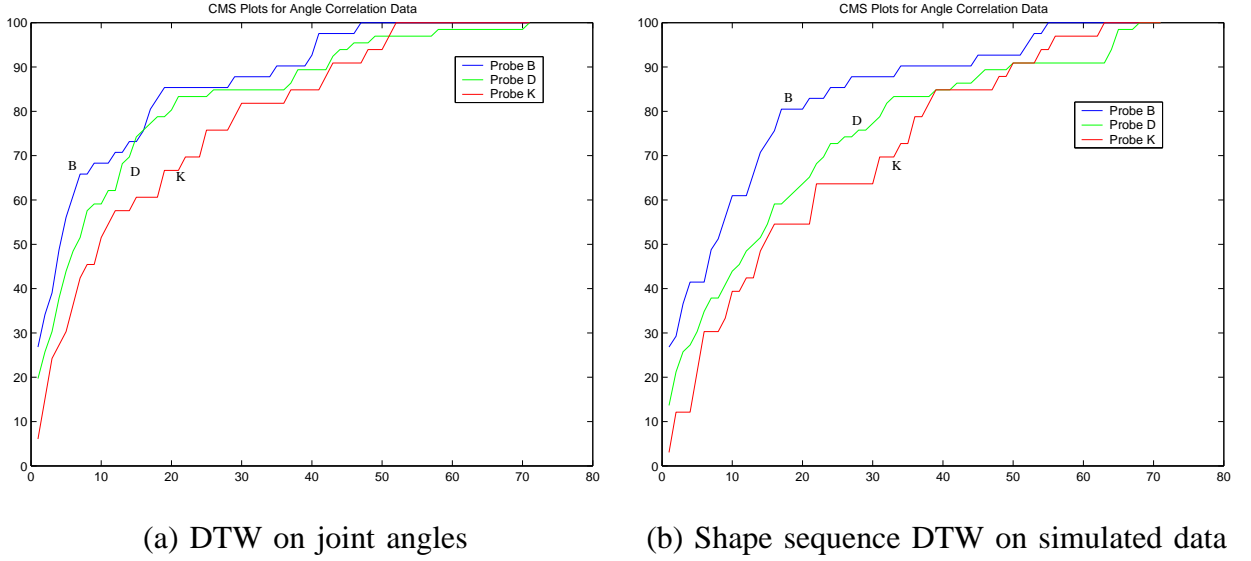 CMS Plots for Angle Correlation Data
100
90
80
70
60
50
40
30
20
10
0
0 10 20 30 40 50 60 70 80
Probe B
Probe D
Probe K
B
D
K
(a) DTW on joint angles
CMS Plots for Angle Correlation Data
100
90
80
70
60
50
40
30
20
10
0
0 10 20 30 40 50 60 70 80
Probe B
Probe D
Probe K
B
D
K
(b) Shape sequence DTW on simulated data